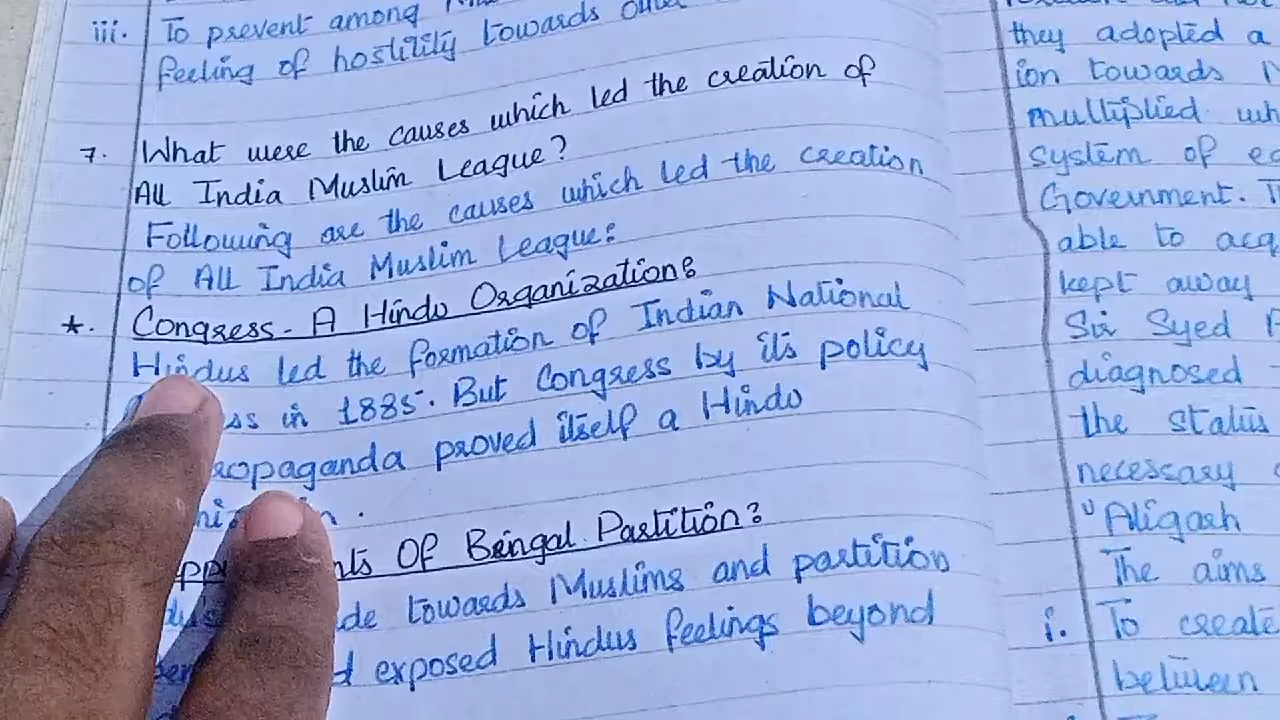 iii. To prevent among
feeling of hostility towards
7. What were the causes which led the creation of
All India Muslim League?
Following are the causes which led the creation
of All India Muslim League:
*. Congress - A Hindu Organization:
Hindus led the formation of Indian National
in 1885. But Congress by its policy
proved itself a Hindu
Of Bengal Partition:
towards Muslims and partition
exposed Hindus feelings beyond
they adopted a
ion towards
multiplied
system of
Government.
able to
kept away
Sir Syed
diagnosed
the status
necessary
"Aligarh
The aims
i. To create
between